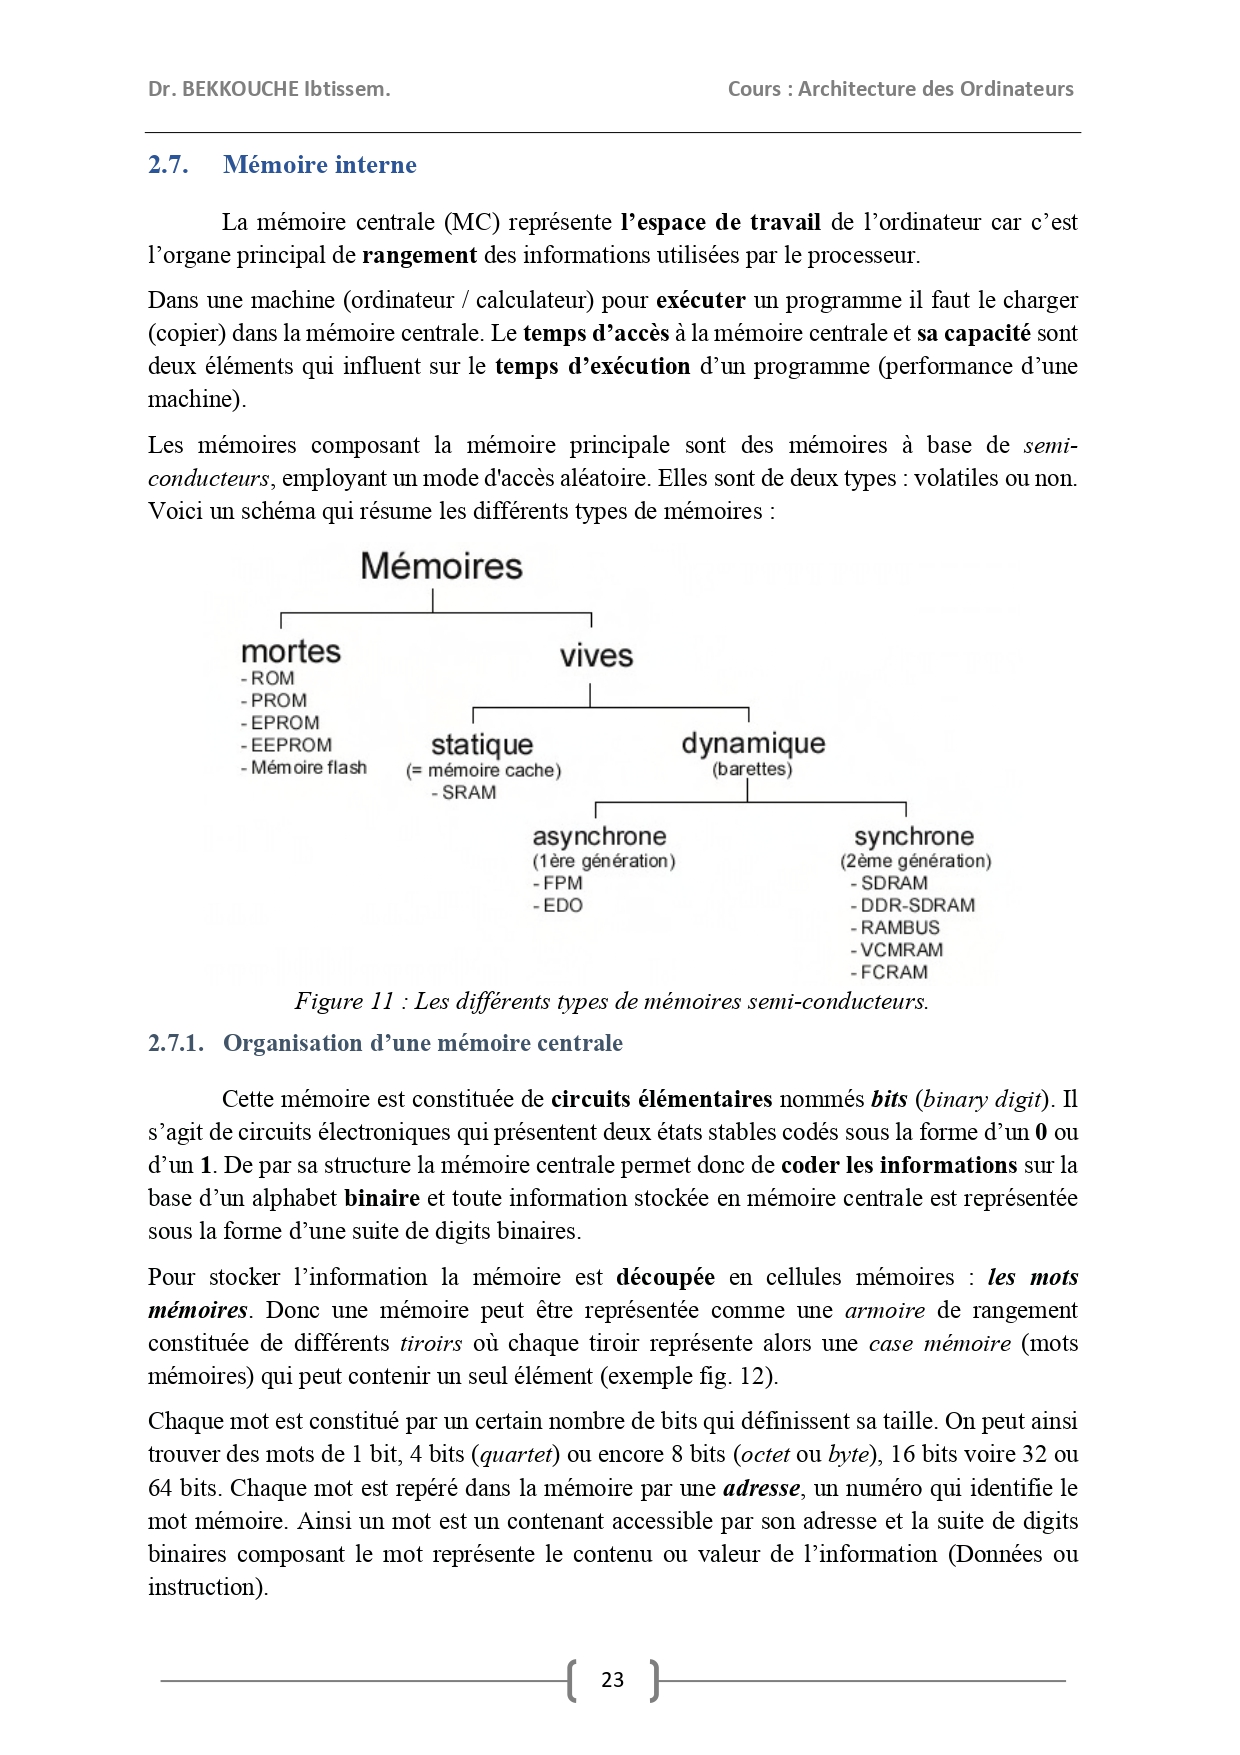 Dr. BEKKOUCHE Ibtissem. Cours : Architecture des Ordinateurs
2.7. Mémoire interne
La mémoire centrale (MC) représente l’espace de travail de l’ordinateur car c’est
l’organe principal de rangement des informations utilisées par le processeur.
Dans une machine (ordinateur / calculateur) pour exécuter un programme il faut le charger
(copier) dans la mémoire centrale. Le temps d’accès à la mémoire centrale et sa capacité sont
deux éléments qui influent sur le temps d’exécution d’un programme (performance d’une
machine).
Les mémoires composant la mémoire principale sont des mémoires à base de semi-
conducteurs, employant un mode d'accès aléatoire. Elles sont de deux types : volatiles ou non.
Voici un schéma qui résume les différents types de mémoires :
Mémoires
mortes
- ROM
- PROM
- EPROM
- EEPROM
- Mémoire flash
vives
statique
(= mémoire cache)
- SRAM
dynamique
(barettes)
asynchrone
(1ère génération)
- FPM
- EDO
synchrone
(2ème génération)
- SDRAM
- DDR-SDRAM
- RAMBUS
- VCMRAM
- FCRAM
Figure 11 : Les différents types de mémoires semi-conducteurs.
2.7.1. Organisation d’une mémoire centrale
Cette mémoire est constituée de circuits élémentaires nommés bits (binary digit). Il
s’agit de circuits électroniques qui présentent deux états stables codés sous la forme d’un 0 ou
d’un 1. De par sa structure la mémoire centrale permet donc de coder les informations sur la
base d’un alphabet binaire et toute information stockée en mémoire centrale est représentée
sous la forme d’une suite de digits binaires.
Pour stocker l’information la mémoire est découpée en cellules mémoires : les mots
mémoires. Donc une mémoire peut être représentée comme une armoire de rangement
constituée de différents tiroirs où chaque tiroir représente alors une case mémoire (mots
mémoires) qui peut contenir un seul élément (exemple fig. 12).
Chaque mot est constitué par un certain nombre de bits qui définissent sa taille. On peut ainsi
trouver des mots de 1 bit, 4 bits (quartet) ou encore 8 bits (octet ou byte), 16 bits voire 32 ou
64 bits. Chaque mot est repéré dans la mémoire par une adresse, un numéro qui identifie le
mot mémoire. Ainsi un mot est un contenant accessible par son adresse et la suite de digits
binaires composant le mot représente le contenu ou valeur de l’information (Données ou
instruction).
23